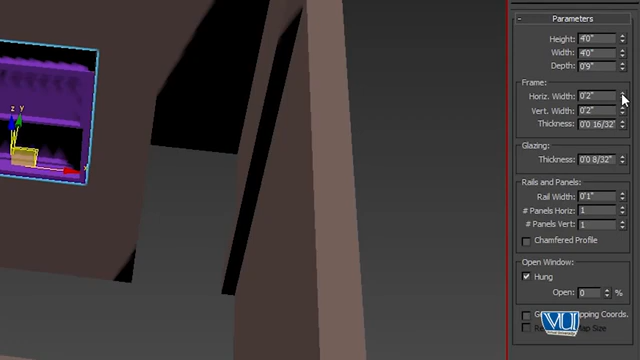 Parameters
Height: 4'0"
Width: 4'0"
Depth: 0'9"
Frame:
Horiz. Width: 0'2"
Vert. Width: 0'2"
Thickness: 0'0 16/32"
Glazing:
Thickness: 0'0 8/32"
Rails and Panels:
Rail Width: 0'1"
# Panels Horiz: 1
# Panels Vert: 1
Chamfered Profile
Open Window:
Hung
Open: 0 %
Coords.
Map Size
z y
VU